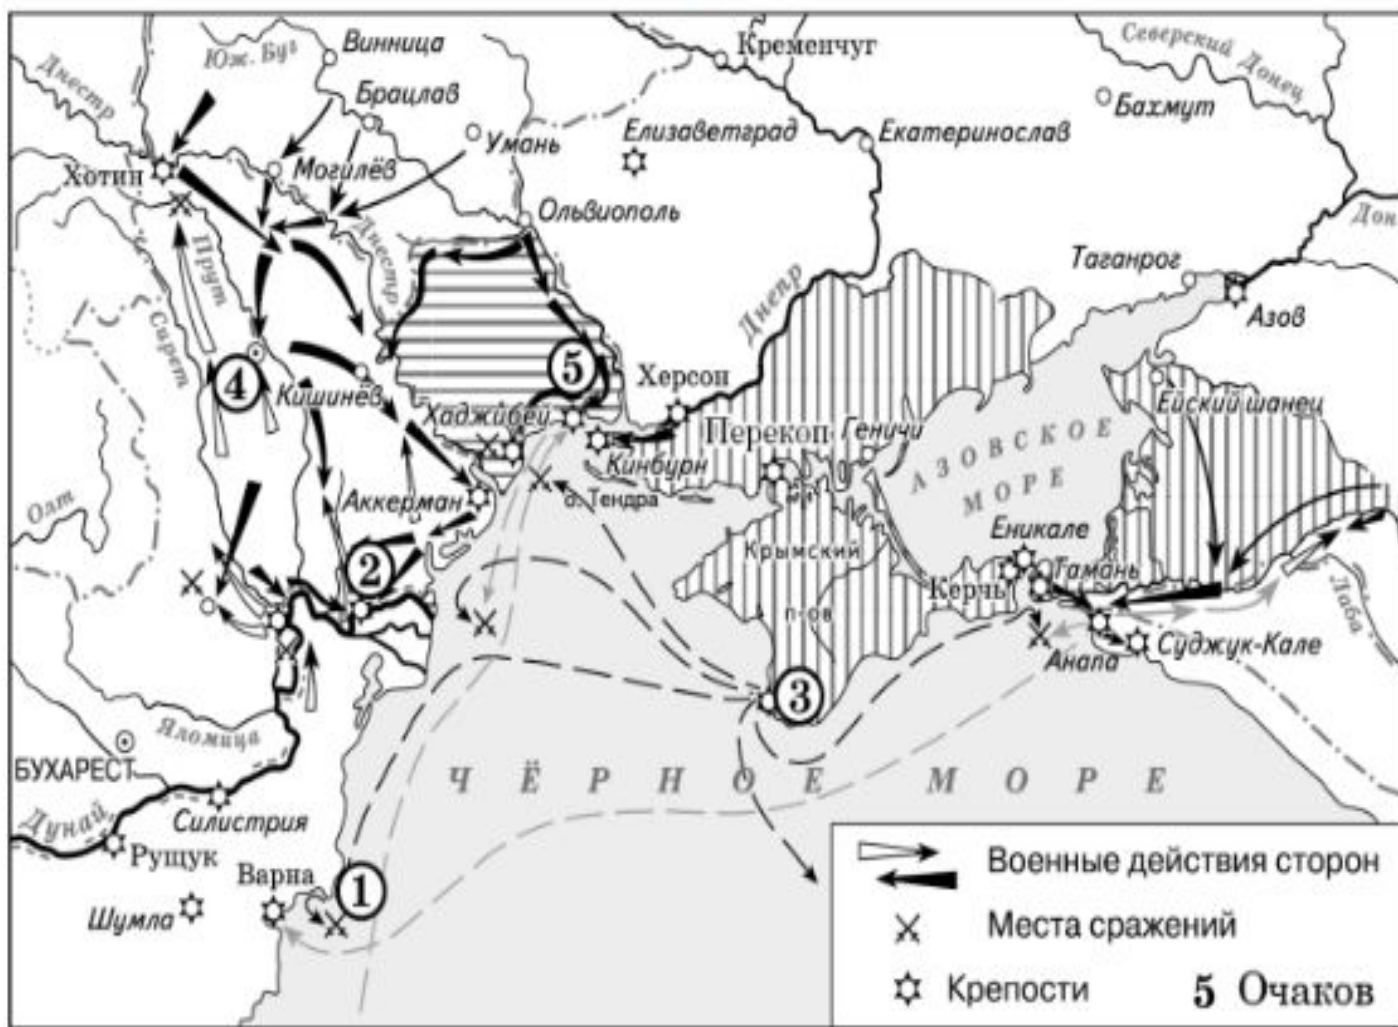 Винница
Кременчуг
Северский Донец
Юж. Буг
Днестр
Брацлав
Бахмут
Умань
Елизаветград
Екатеринослав
Хотин
Могилёв
Ольвиополь
Дон
Прут
Днестр
Таганрог
Днепр
Азов
Сирет
5
4
Херсон
Кишинёв
Хаджибей
Перекоп
Геничи
Ейский шанец
АЗОВСКОЕ
МОРЕ
Кинбурн
Олт
Аккерман
о. Тендра
Еникале
Крымский
п-ов
2
Керчь
Тамань
Лаба
Анапа
Суджук-Кале
3
Яломица
БУХАРЕСТ
ЧЁРНОЕ МОРЕ
Дунай
Силистрия
Рущук
Варна
1
Шумла
Военные действия сторон
Места сражений
Крепости
5 Очаков